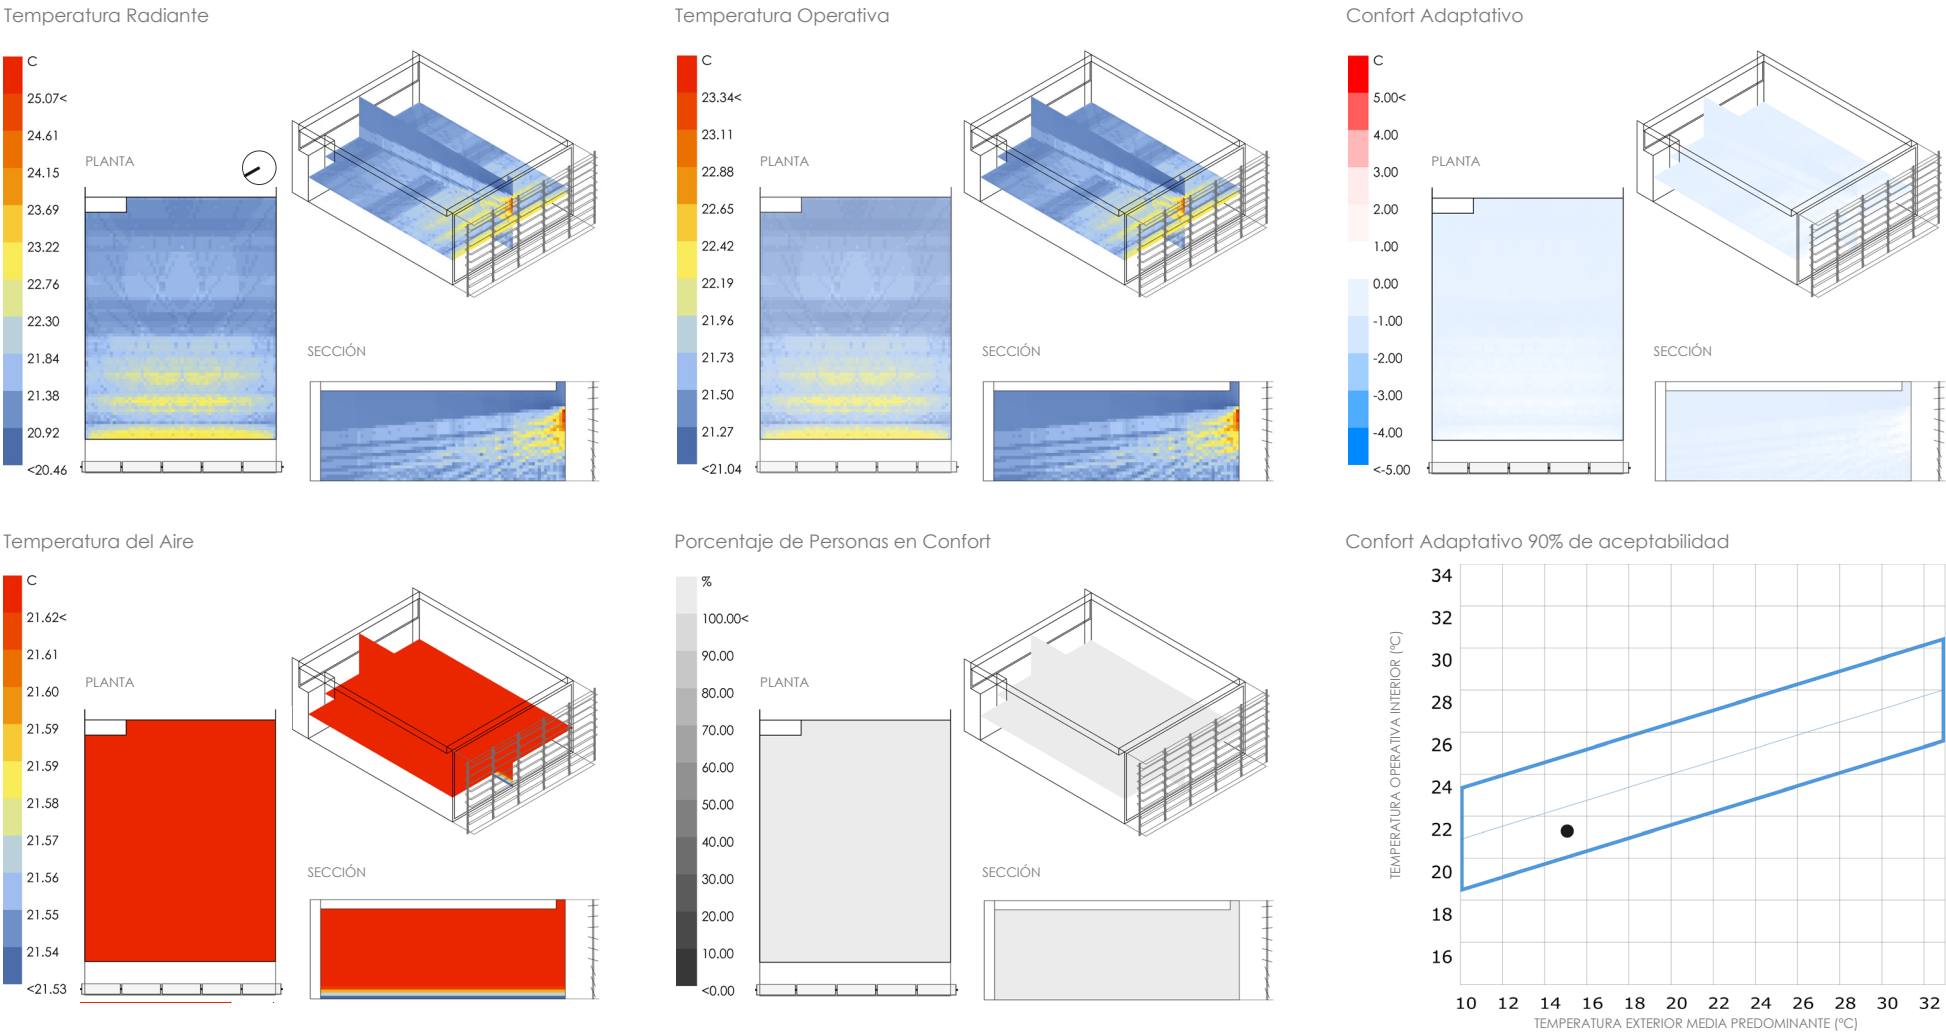 Temperatura Radiante
C
25.07<
24.61
24.15
23.69
23.22
22.76
22.30
21.84
21.38
20.92
<20.46
PLANTA
SECCIÓN
Temperatura Operativa
C
23.34<
23.11
22.88
22.65
22.42
22.19
21.96
21.73
21.50
21.27
<21.04
PLANTA
SECCIÓN
Confort Adaptativo
C
5.00<
4.00
3.00
2.00
1.00
0.00
-1.00
-2.00
-3.00
-4.00
<-5.00
PLANTA
SECCIÓN
Temperatura del Aire
C
21.62<
21.61
21.60
21.59
21.59
21.58
21.57
21.56
21.55
21.54
<21.53
PLANTA
SECCIÓN
Porcentaje de Personas en Confort
%
100.00<
90.00
80.00
70.00
60.00
50.00
40.00
30.00
20.00
10.00
<0.00
PLANTA
SECCIÓN
Confort Adaptativo 90% de aceptabilidad
34
32
30
28
26
24
22
20
18
16
TEMPERATURA OPERATIVA INTERIOR (ºC)
10 12 14 16 18 20 22 24 26 28 30 32
TEMPERATURA EXTERIOR MEDIA PREDOMINANTE (ºC)